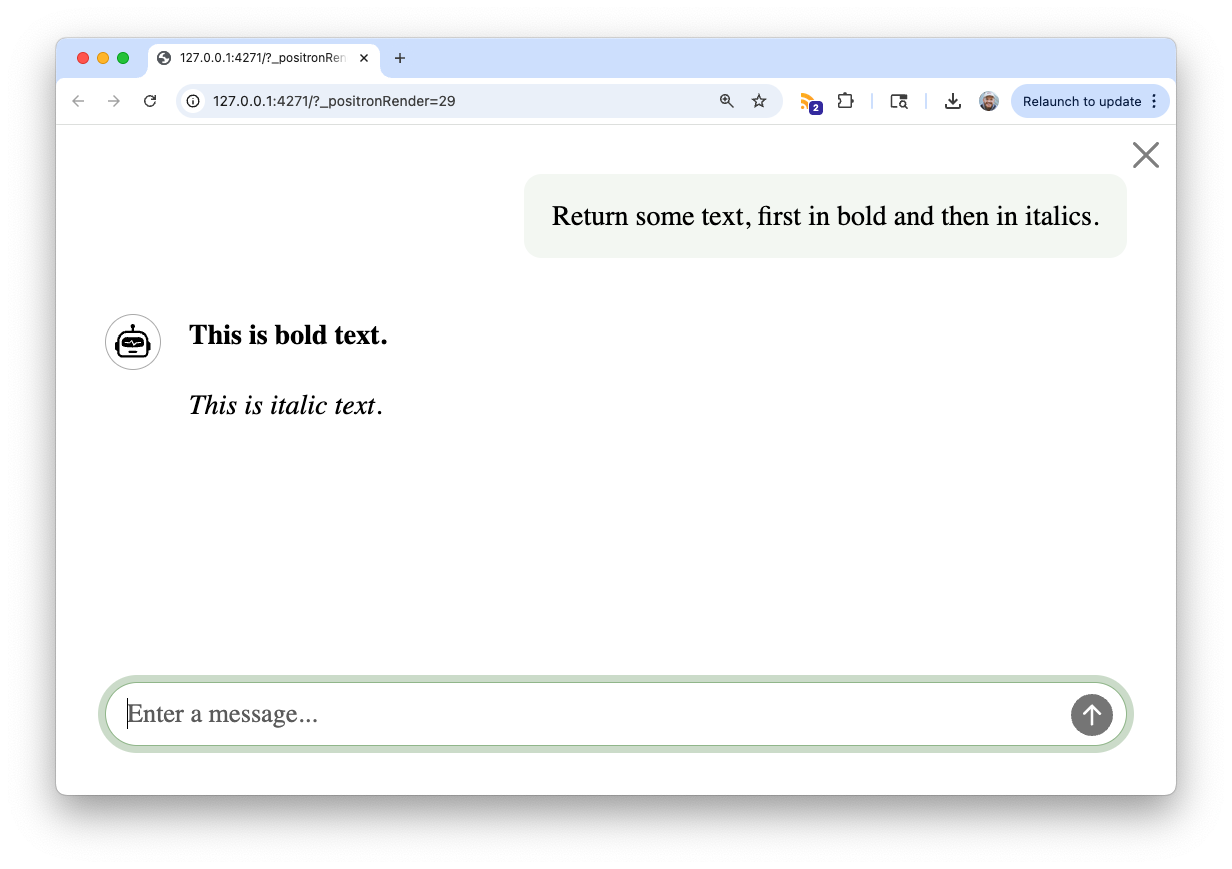 127.0.0.1:4271/?_positronRen
127.0.0.1:4271/?_positronRender=29
2
Relaunch to update
Return some text, first in bold and then in italics.
This is bold text.
This is italic text.
Enter a message...